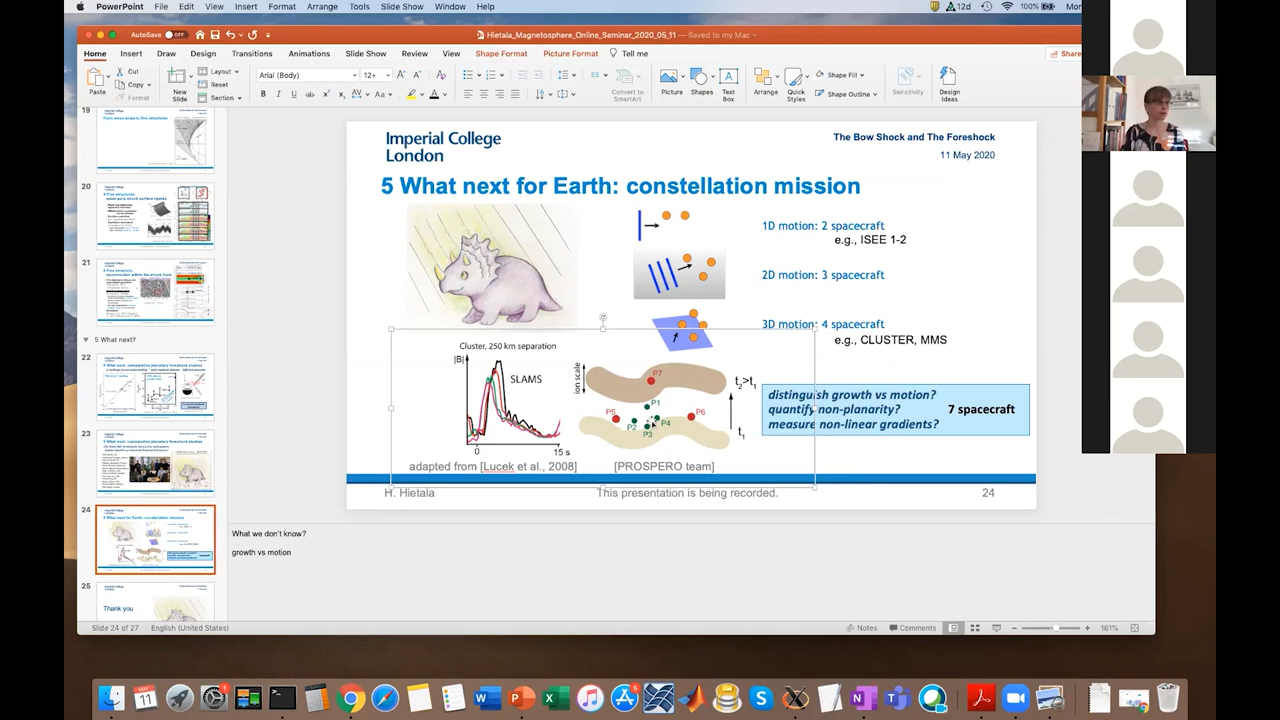 PowerPoint File Edit View Insert Format Arrange Tools Slide Show Window Help 12d 100% Mon
AutoSave OFF Hietala_Magnetosphere_Online_Seminar_2020_05_11 — Saved to my Mac
Home Insert Draw Design Transitions Animations Slide Show Review View Shape Format Picture Format Tell me Share
Paste Cut Copy Format
New Slide Layout Reset Section
Arial (Body) 12+
Convert to SmartArt
Picture Shapes Text Box Arrange Quick Styles Shape Fill Shape Outline Sensitivity Design Ideas
19
20
21
5 What next?
22
23
24
25
Thank you
Imperial College
London
The Bow Shock and The Foreshock
11 May 2020
5 What next for Earth: constellation mission
1D motion: 2 spacecraft
e.g., ISEE 1-2
2D motion: 3 spacecraft
3D motion: 4 spacecraft
e.g., CLUSTER, MMS
Cluster, 250 km separation
|B|
SLAMS
0
5 s
adapted from [Lucek et al 2008]
ion scale
P7
P1
P5
P6
P4
t2>t1
t1
[PROSPERO team]
distinguish growth vs motion?
quantify non-planarity?
measure non-linear gradients?
7 spacecraft
H. Hietala
This presentation is being recorded.
24
What we don't know?
growth vs motion
Slide 24 of 27 English (United States) Notes Comments 161%